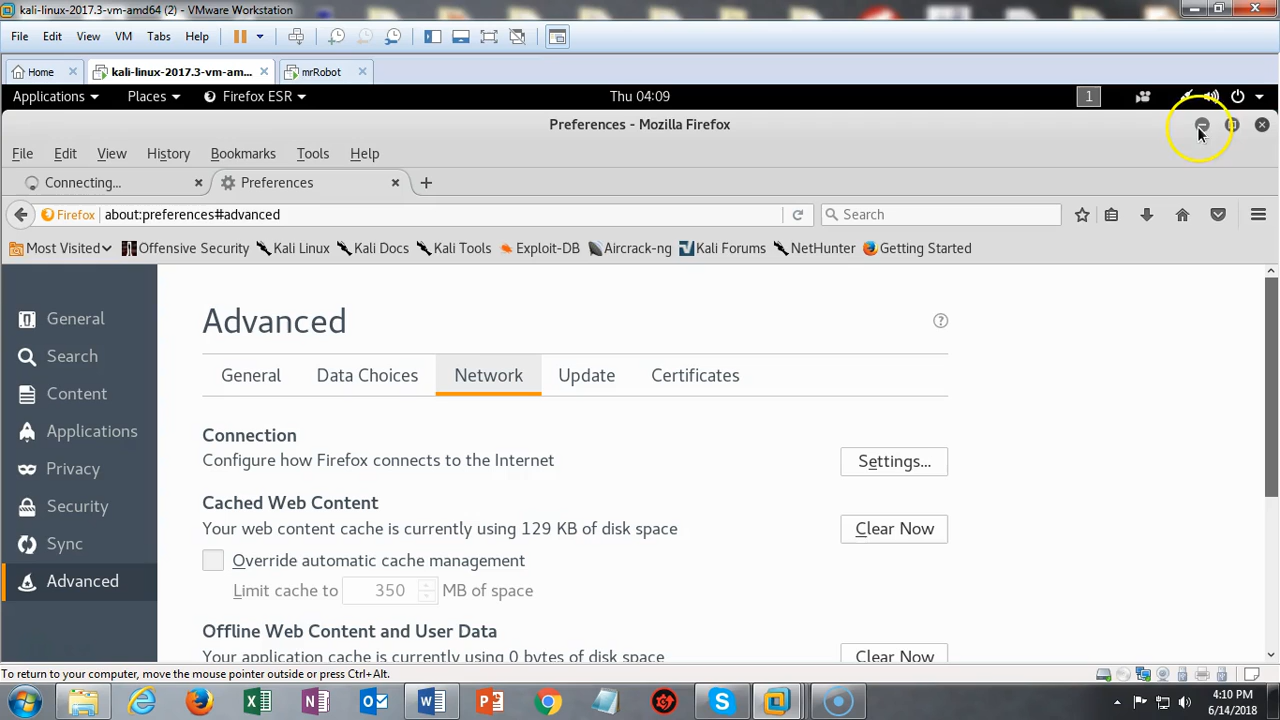 kali-linux-2017.3-vm-amd64 (2) - VMware Workstation
File Edit View VM Tabs Help
Home kali-linux-2017.3-vm-am... mrRobot
Applications Places Firefox ESR Thu 04:09 1
Preferences - Mozilla Firefox
File Edit View History Bookmarks Tools Help
Connecting... Preferences
Firefox about:preferences#advanced Search
Most Visited Offensive Security Kali Linux Kali Docs Kali Tools Exploit-DB Aircrack-ng Kali Forums NetHunter Getting Started
General
Search
Content
Applications
Privacy
Security
Sync
Advanced
Advanced
General Data Choices Network Update Certificates
Connection
Configure how Firefox connects to the Internet Settings...
Cached Web Content
Your web content cache is currently using 129 KB of disk space Clear Now
Override automatic cache management
Limit cache to 350 MB of space
Offline Web Content and User Data
Your application cache is currently using 0 bytes of disk space Clear Now
To return to your computer, move the mouse pointer outside or press Ctrl+Alt.
4:10 PM
6/14/2018